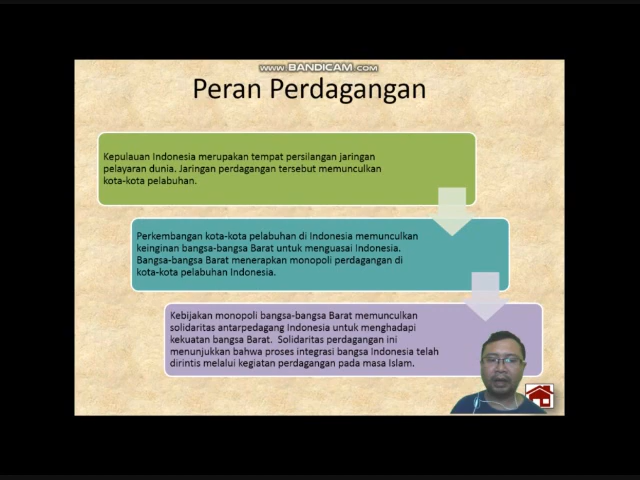 www.BANDICAM.com
Peran Perdagangan
Kepulauan Indonesia merupakan tempat persilangan jaringan
pelayaran dunia. Jaringan perdagangan tersebut memunculkan
kota-kota pelabuhan.
Perkembangan kota-kota pelabuhan di Indonesia memunculkan
keinginan bangsa-bangsa Barat untuk menguasai Indonesia.
Bangsa-bangsa Barat menerapkan monopoli perdagangan di
kota-kota pelabuhan Indonesia.
Kebijakan monopoli bangsa-bangsa Barat memunculkan
solidaritas antarpedagang Indonesia untuk menghadapi
kekuatan bangsa Barat. Solidaritas perdagangan ini
menunjukkan bahwa proses integrasi bangsa Indonesia telah
dirintis melalui kegiatan perdagangan pada masa Islam.